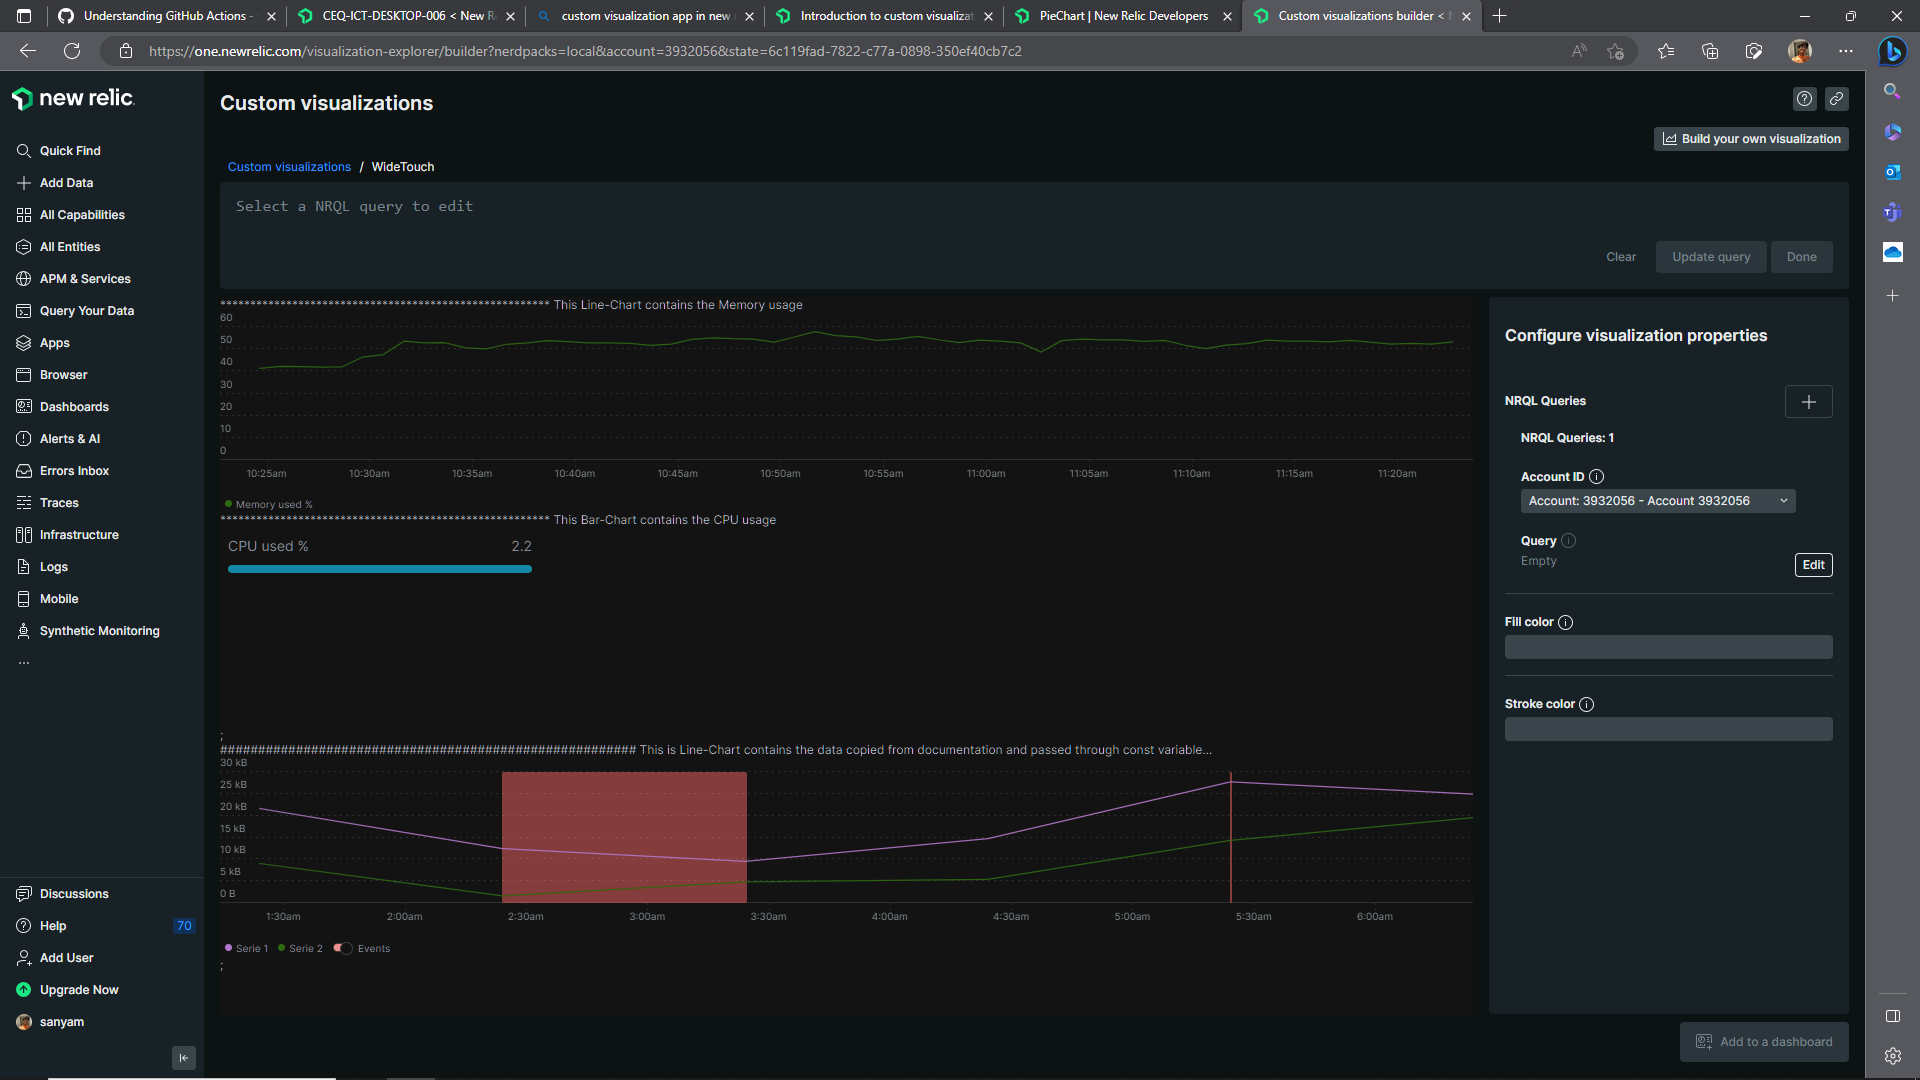 Understanding GitHub Actions -
CEQ-ICT-DESKTOP-006 < New R
custom visualization app in new
Introduction to custom visualizat
PieChart | New Relic Developers
Custom visualizations builder <
https://one.newrelic.com/visualization-explorer/builder?nerdpacks=local&account=3932056&state=6c119fad-7822-c77a-0898-350ef40cb7c2
new relic
Quick Find
Add Data
All Capabilities
All Entities
APM & Services
Query Your Data
Apps
Browser
Dashboards
Alerts & AI
Errors Inbox
Traces
Infrastructure
Logs
Mobile
Synthetic Monitoring
...
Discussions
Help 70
Add User
Upgrade Now
sanyam
Custom visualizations
Build your own visualization
Custom visualizations / WideTouch
Select a NRQL query to edit
Clear Update query Done
This Line-Chart contains the Memory usage
60
50
40
30
20
10
0
10:25am 10:30am 10:35am 10:40am 10:45am 10:50am 10:55am 11:00am 11:05am 11:10am 11:15am 11:20am
Memory used %
This Bar-Chart contains the CPU usage
CPU used % 2.2
;
This is Line-Chart contains the data copied from documentation and passed through const variable...
30 kB
25 kB
20 kB
15 kB
10 kB
5 kB
0 B
1:30am 2:00am 2:30am 3:00am 3:30am 4:00am 4:30am 5:00am 5:30am 6:00am
Serie 1 Serie 2 Events
;
Configure visualization properties
NRQL Queries
NRQL Queries: 1
Account ID
Account: 3932056 - Account 3932056
Query
Empty
Edit
Fill color
Stroke color
Add to a dashboard